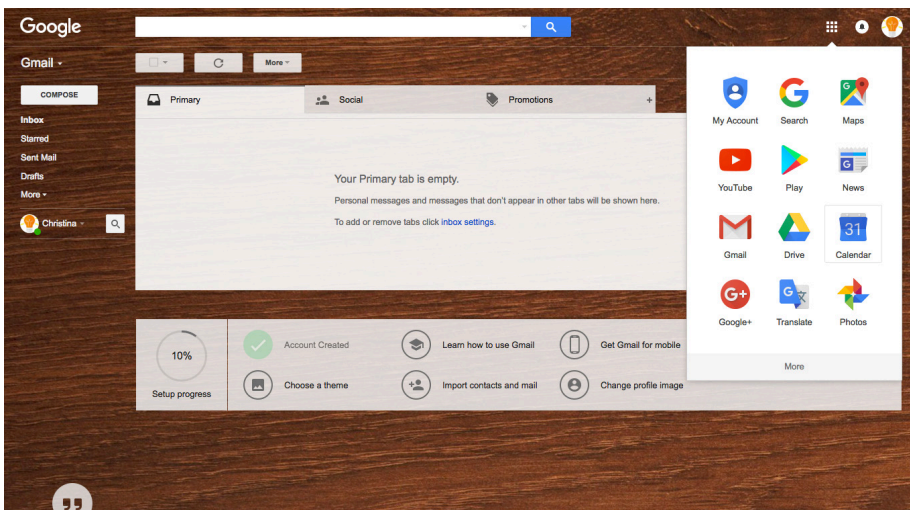 Google
Gmail
More
COMPOSE
Primary
Social
Promotions
+
Inbox
Starred
Sent Mail
Drafts
More
Christina
Your Primary tab is empty.
Personal messages and messages that don't appear in other tabs will be shown here.
To add or remove tabs click inbox settings.
My Account
Search
Maps
YouTube
Play
G
News
Gmail
Drive
31
Calendar
G+
Google+
G 文
Translate
Photos
More
10%
Setup progress
Account Created
Learn how to use Gmail
Get Gmail for mobile
Choose a theme
Import contacts and mail
Change profile image